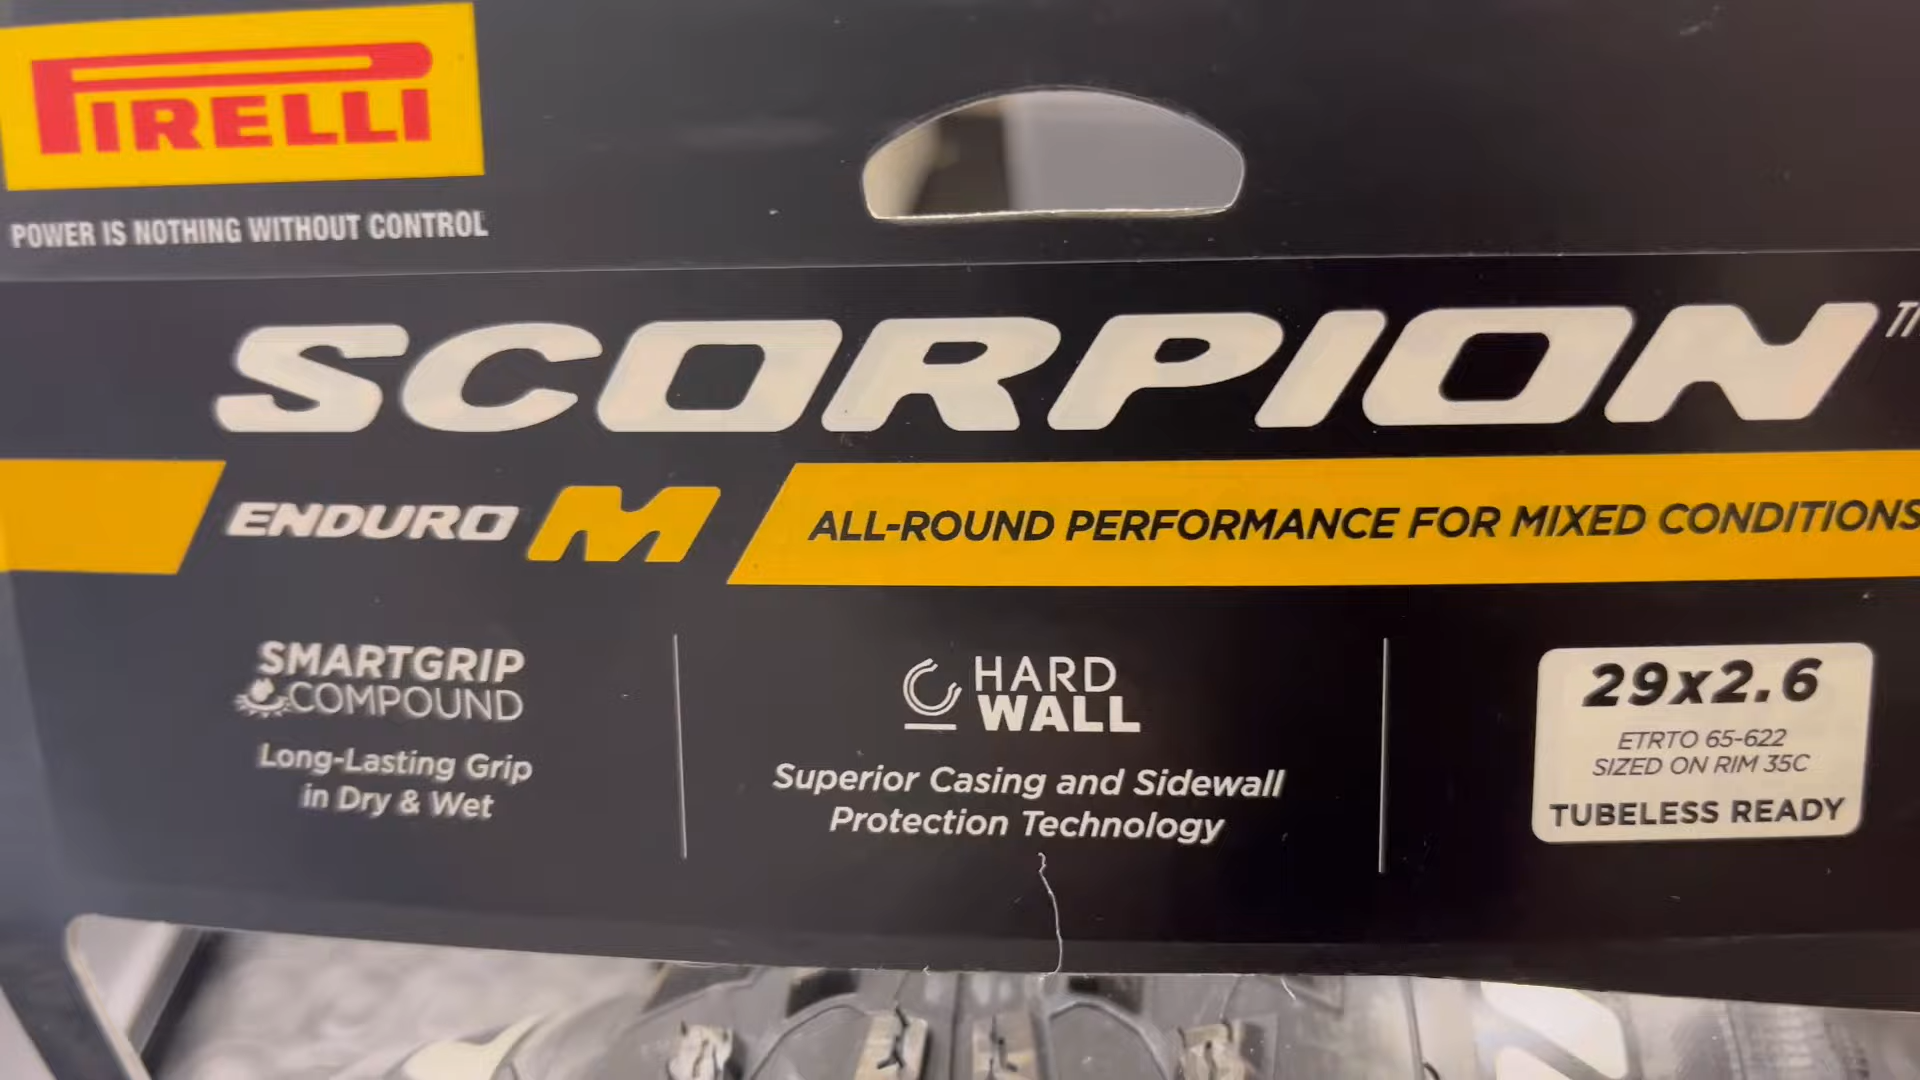 PIRELLI
POWER IS NOTHING WITHOUT CONTROL
SCORPION
ENDURO M
ALL-ROUND PERFORMANCE FOR MIXED CONDITIONS
SMARTGRIP
COMPOUND
Long-Lasting Grip
in Dry & Wet
HARD
WALL
Superior Casing and Sidewall
Protection Technology
29x2.6
ETRTO 65-622
SIZED ON RIM 35C
TUBELESS READY